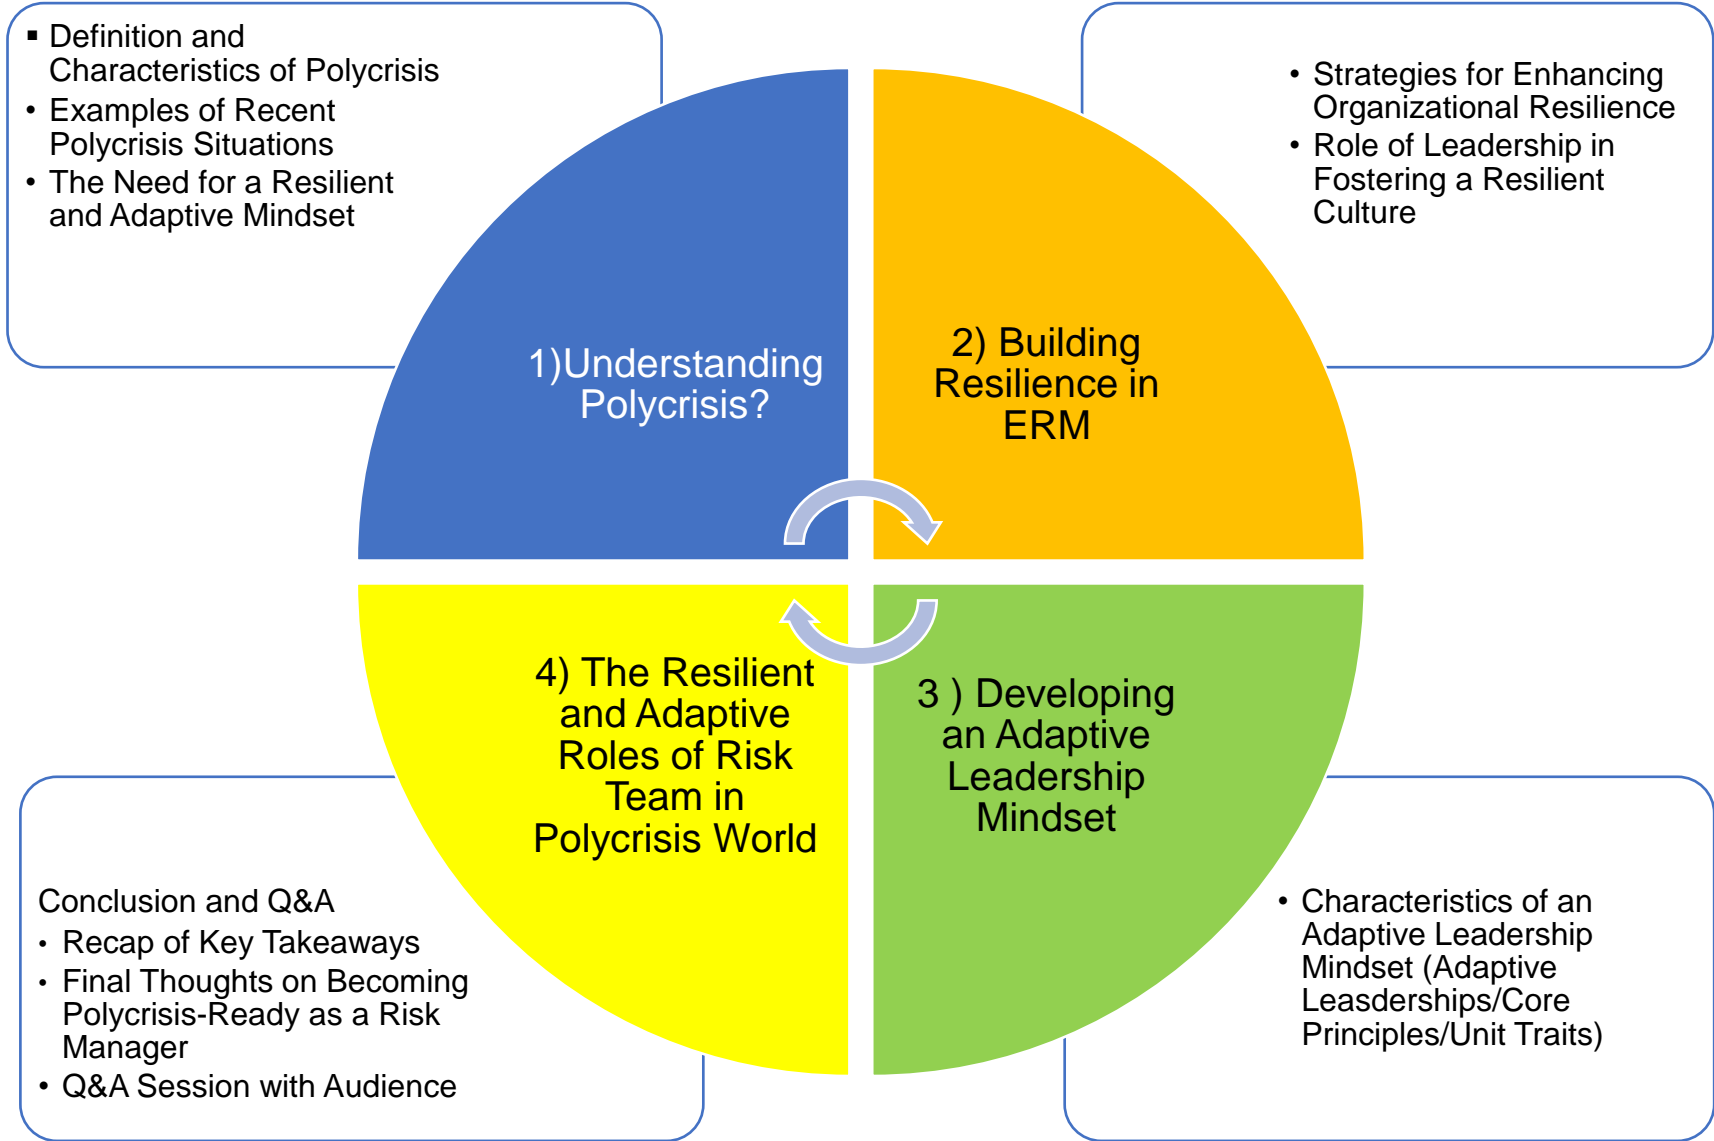 ▪ Definition and
Characteristics of Polycrisis
• Examples of Recent
Polycrisis Situations
• The Need for a Resilient
and Adaptive Mindset
• Strategies for Enhancing
Organizational Resilience
• Role of Leadership in
Fostering a Resilient
Culture
1)Understanding
Polycrisis?
2) Building
Resilience in
ERM
4) The Resilient
and Adaptive
Roles of Risk
Team in
Polycrisis World
3 ) Developing
an Adaptive
Leadership
Mindset
Conclusion and Q&A
• Recap of Key Takeaways
• Final Thoughts on Becoming
Polycrisis-Ready as a Risk
Manager
• Q&A Session with Audience
• Characteristics of an
Adaptive Leadership
Mindset (Adaptive
Leasderships/Core
Principles/Unit Traits)